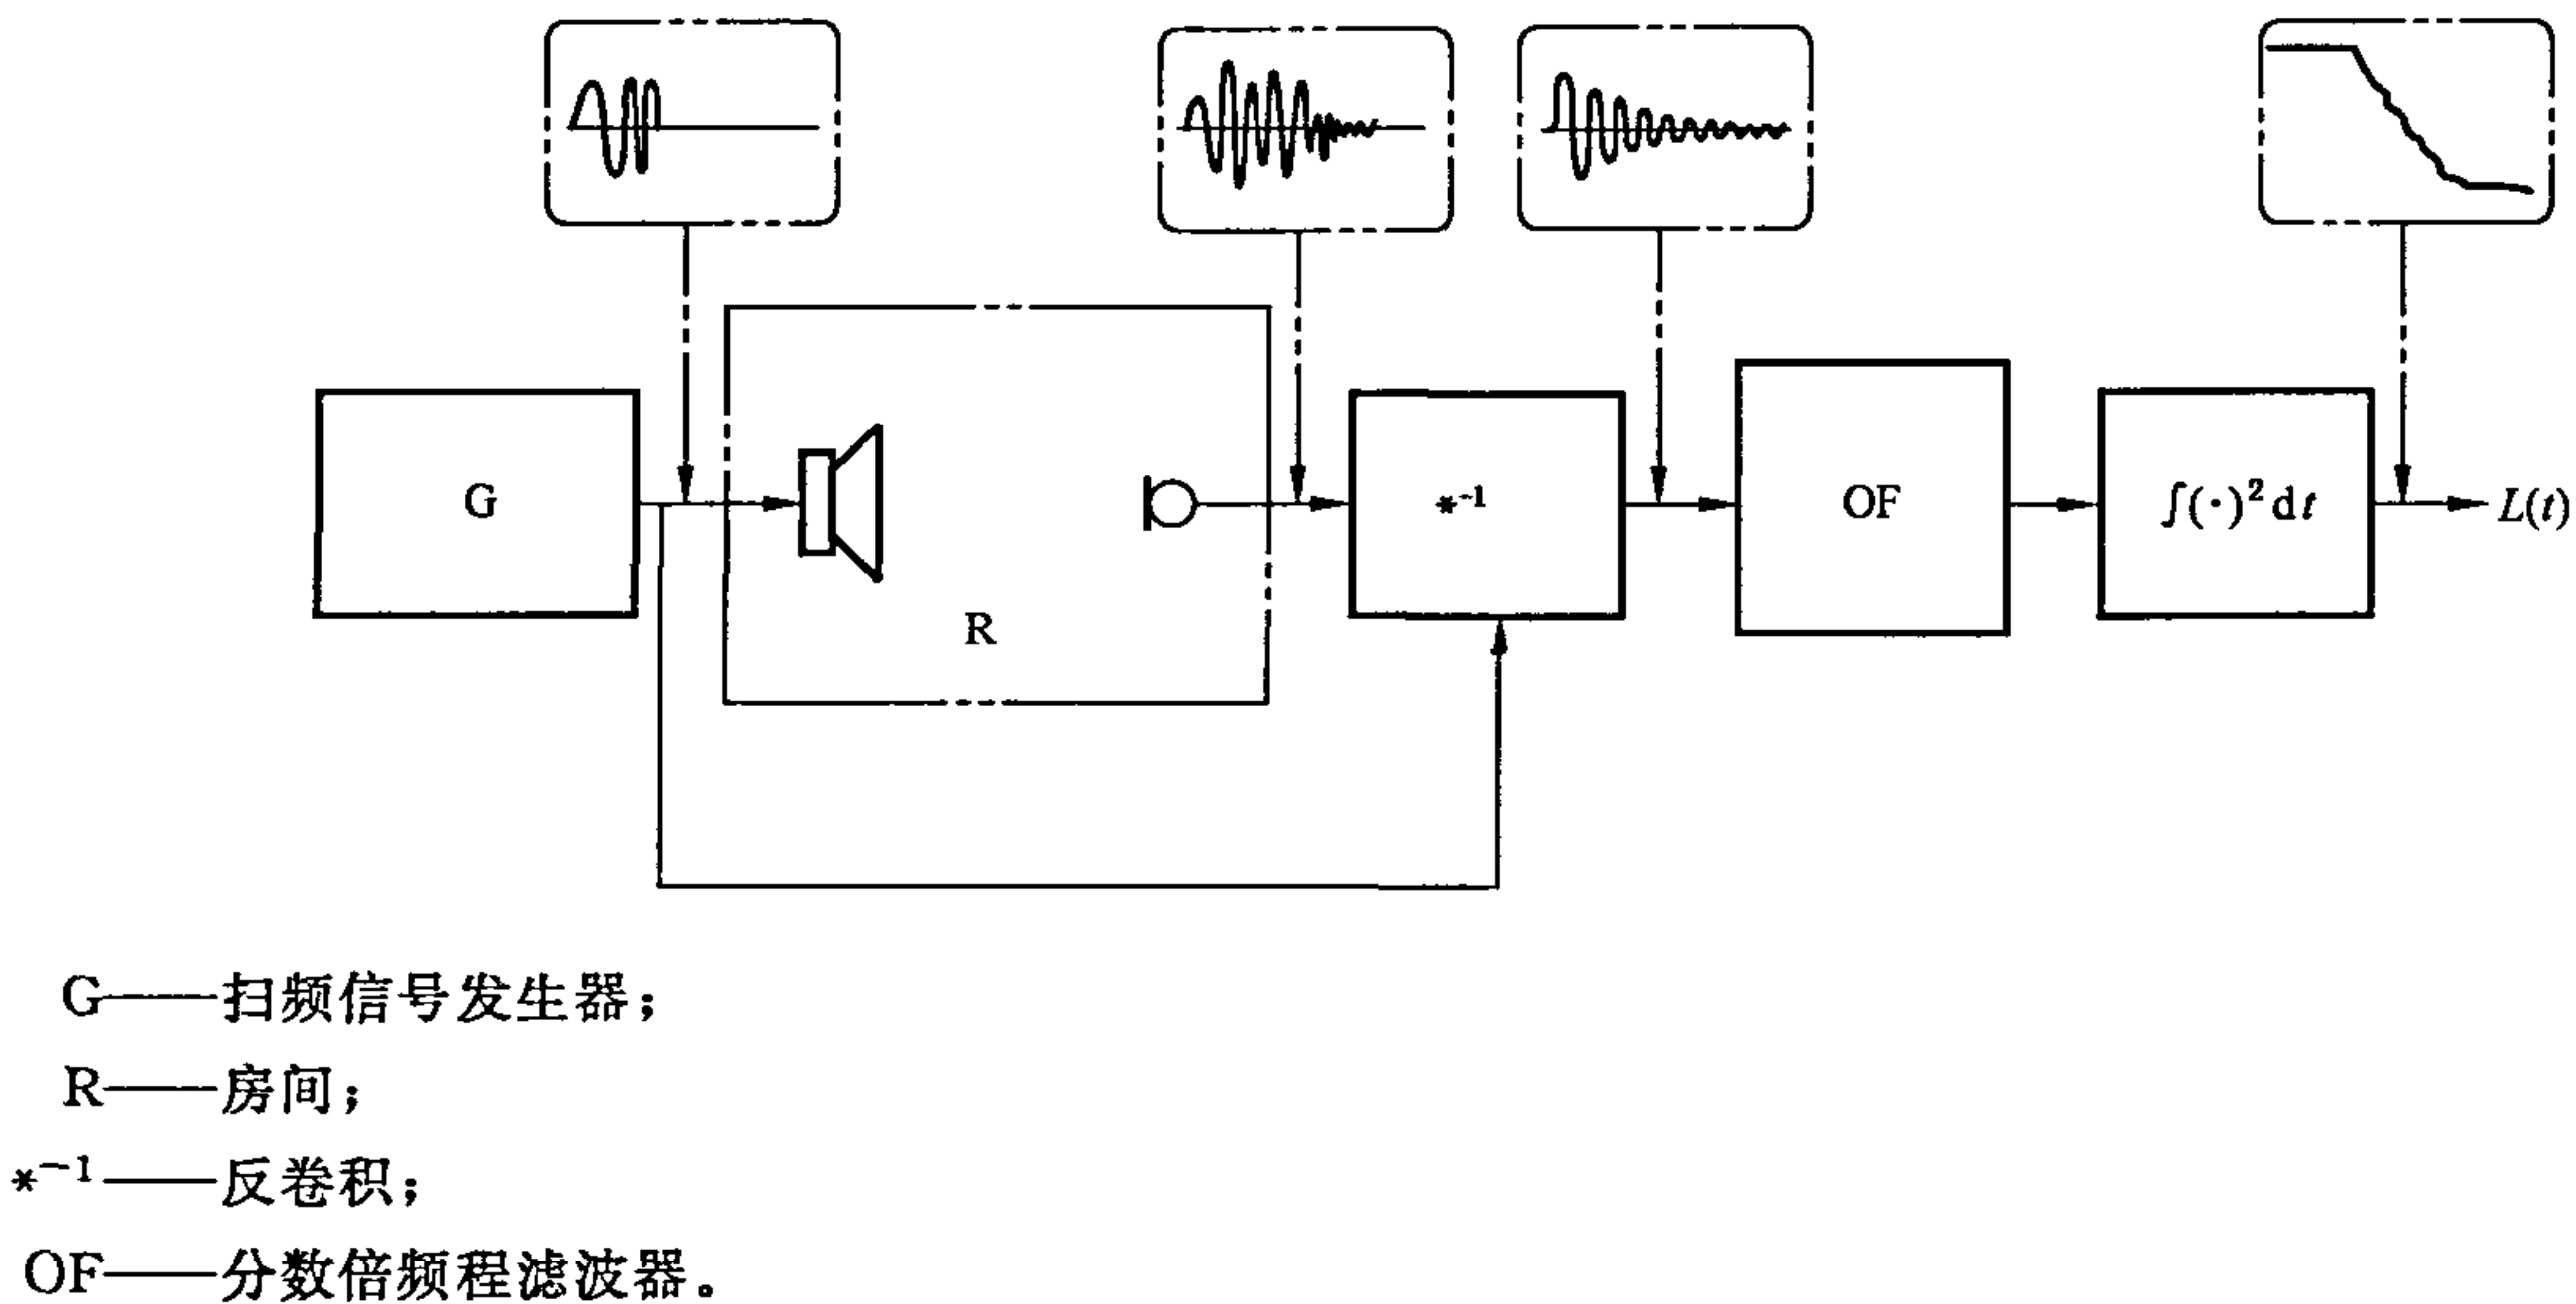 G
R
*⁻¹
OF
∫(·)²dt
L(t)
G——扫频信号发生器；
R——房间；
*⁻¹——反卷积；
OF——分数倍频程滤波器。